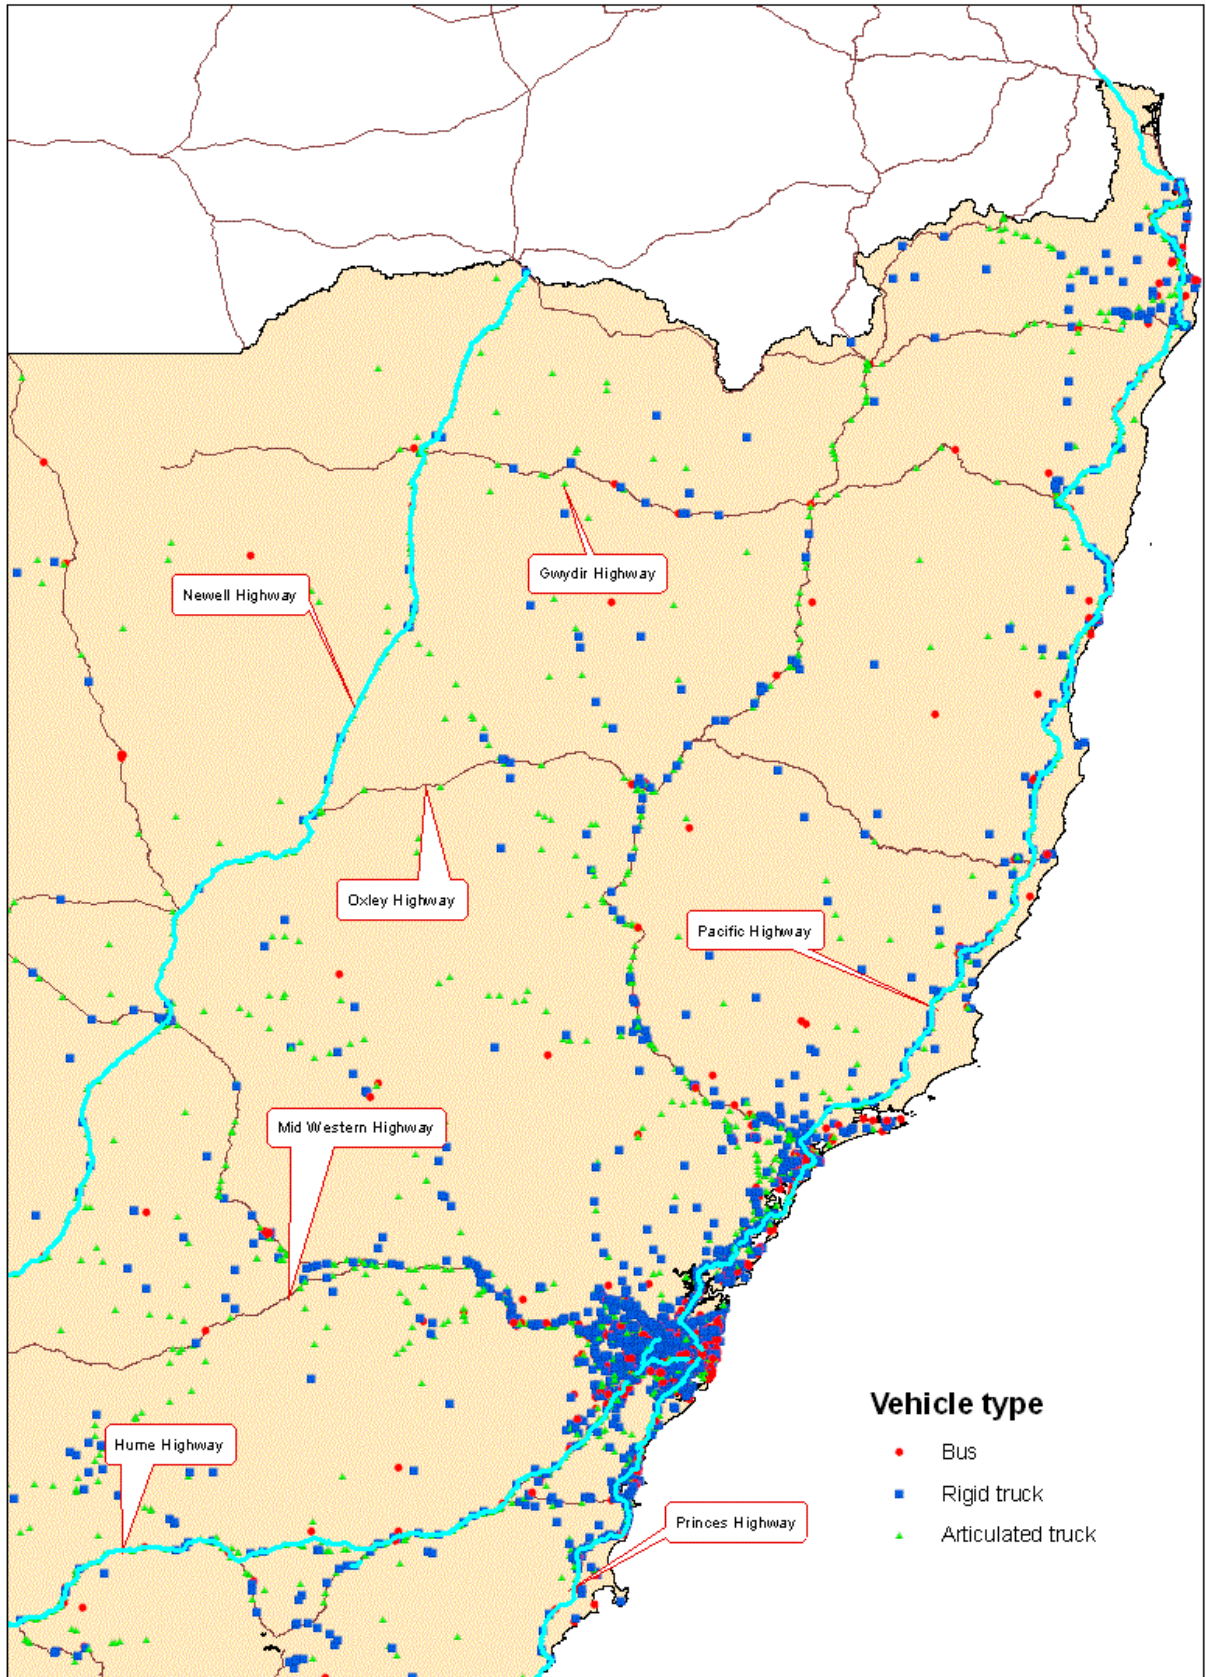 Gwydir Highway
Newell Highway
Oxley Highway
Pacific Highway
Mid Western Highway
Vehicle type
Bus
Hume Highway
Rigid truck
Princes Highway
Articulated truck